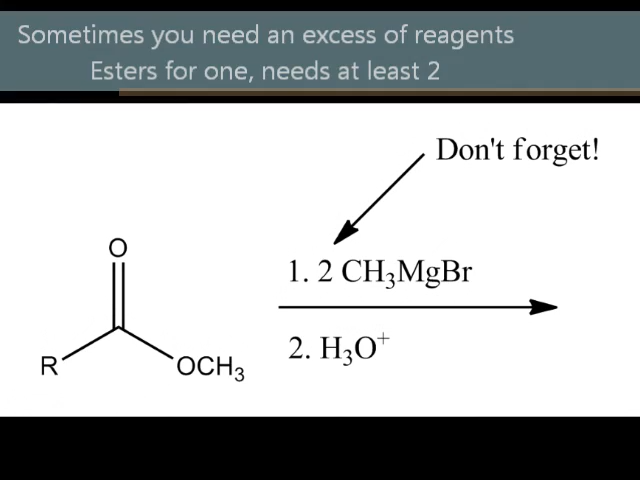 Sometimes you need an excess of reagents
Esters for one, needs at least 2
Don't forget!
O
1. 2 CH₃MgBr
2. H₃O⁺
R
OCH₃